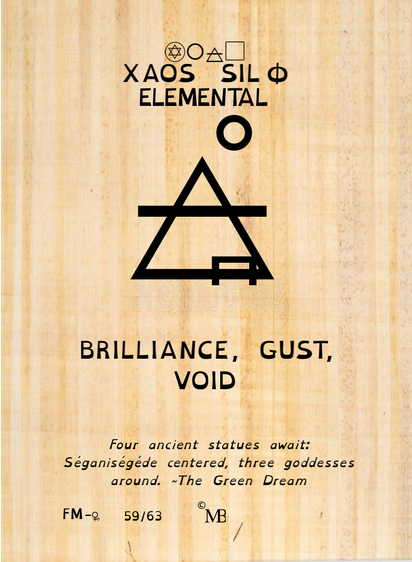 XAOS SILΦ
ELEMENTAL
BRILLIANCE, GUST,
VOID
Four ancient statues await:
Séganiségéde centered, three goddesses
around. ~The Green Dream
FM-♀ 59/63 ©MB